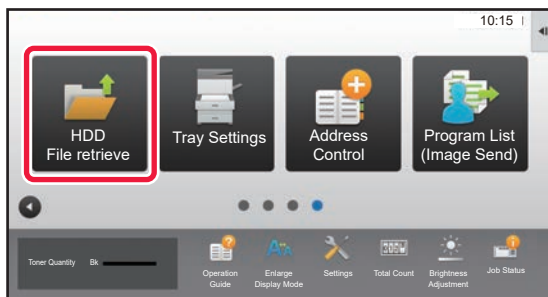 10:15
HDD
File retrieve
Tray Settings
Address
Control
Program List
(Image Send)
Toner Quantity Bk
Operation
Guide
Enlarge
Display Mode
Settings
Total Count
Brightness
Adjustment
Job Status